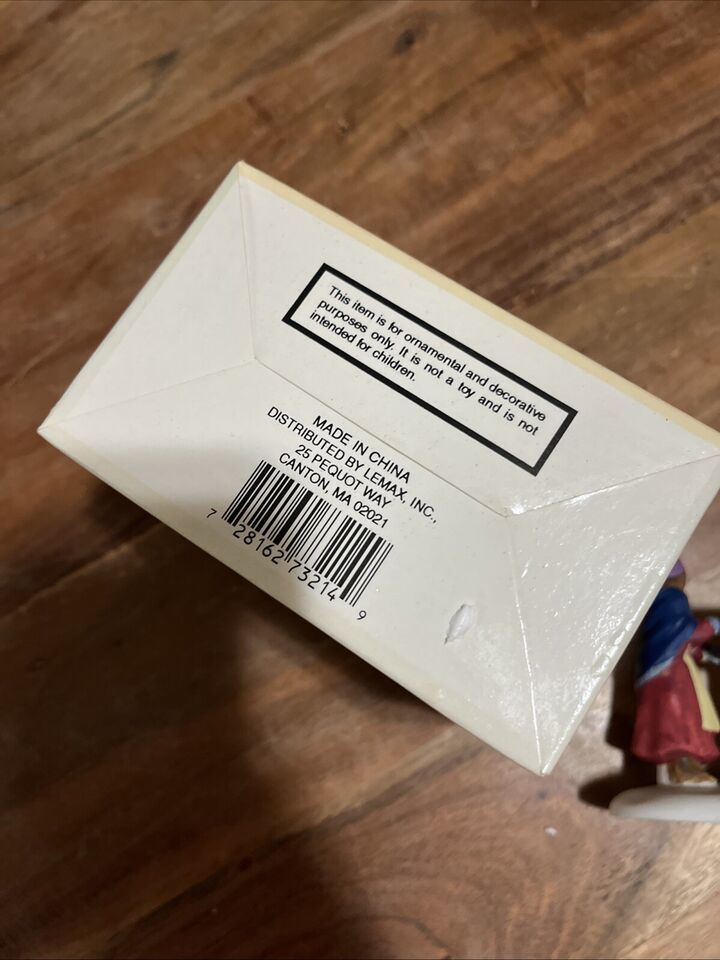 This item is for ornamental and decorative
purposes only. It is not a toy and is not
intended for children.
MADE IN CHINA
DISTRIBUTED BY LEMAX, INC.,
25 PEQUOT WAY
CANTON, MA 02021
7 28162 73214 9